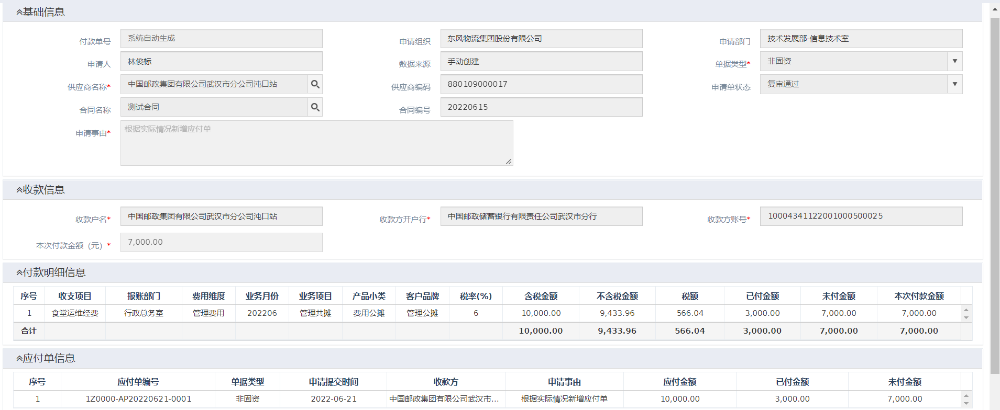 基础信息
付款单号 系统自动生成 申请组织 东风物流集团股份有限公司 申请部门 技术发展部-信息技术室
申请人 林俊标 数据来源 手动创建 单据类型* 非固资
供应商名称* 中国邮政集团有限公司武汉市分公司沌口站 供应商编码 880109000017 申请单状态 复审通过
合同名称 测试合同 合同编号 20220615
申请事由* 根据实际情况新增应付单
收款信息
收款户名* 中国邮政集团有限公司武汉市分公司沌口站 收款方开户行* 中国邮政储蓄银行有限责任公司武汉市分行 收款方账号* 10004341122001000500025
本次付款金额（元）* 7,000.00
付款明细信息
序号 收支项目 报账部门 费用维度 业务月份 业务项目 产品小类 客户品牌 税率(%) 含税金额 不含税金额 税额 已付金额 未付金额 本次付款金额
1 食堂运维经费 行政总务室 管理费用 202206 管理共摊 费用公摊 管理公摊 6 10,000.00 9,433.96 566.04 3,000.00 7,000.00 7,000.00
合计 10,000.00 9,433.96 566.04 3,000.00 7,000.00 7,000.00
应付单信息
序号 应付单编号 单据类型 申请提交时间 收款方 申请事由 应付金额 已付金额 未付金额
1 1Z0000-AP20220621-0001 非固资 2022-06-21 中国邮政集团有限公司武汉市... 根据实际情况新增应付单 10,000.00 3,000.00 7,000.00